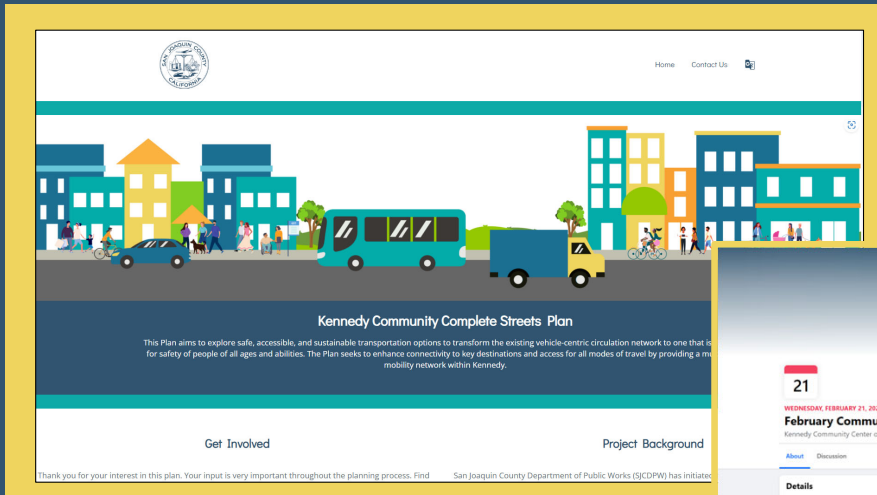 SAN JOAQUIN COUNTY
CALIFORNIA
Home Contact Us
Kennedy Community Complete Streets Plan
This Plan aims to explore safe, accessible, and sustainable transportation options to transform the existing vehicle-centric circulation network to one that is
for safety of people of all ages and abilities. The Plan seeks to enhance connectivity to key destinations and access for all modes of travel by providing a
mobility network within Kennedy.
Get Involved
Project Background
Thank you for your interest in this plan. Your input is very important throughout the planning process. Find
San Joaquin County Department of Public Works (SJCDPW) has initiated
21
WEDNESDAY, FEBRUARY 21, 202
February Commu
Kennedy Community Center
About Discussion
Details